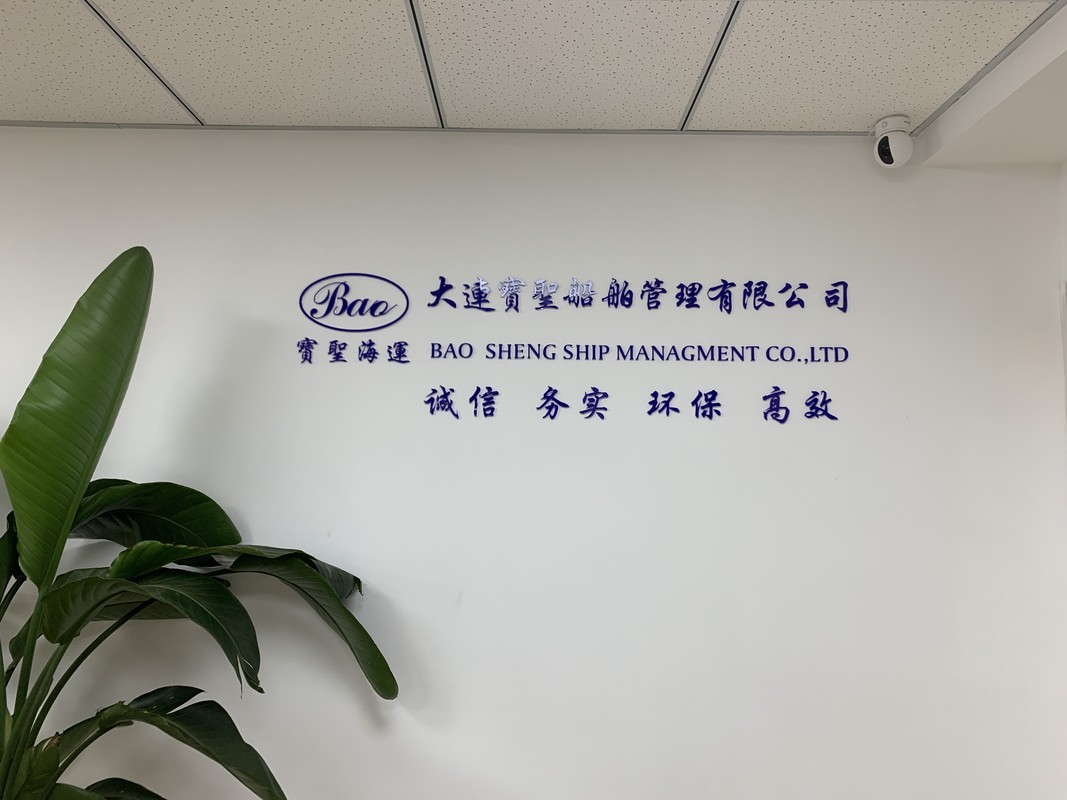 Bao 大連寶聖船舶管理有限公司
寶聖海運 BAO SHENG SHIP MANAGMENT CO.,LTD
诚信 务实 环保 高效